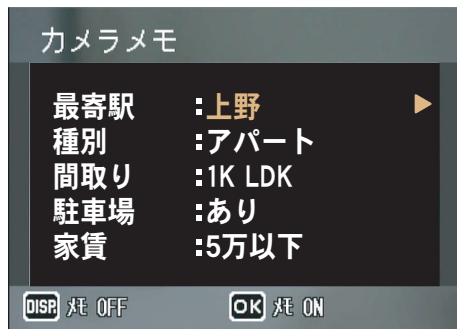 カメラメモ
最寄駅 :上野
種別 :アパート
間取り :1K LDK
駐車場 :あり
家賃 :5万以下
DISP. メモ OFF OK メモ ON